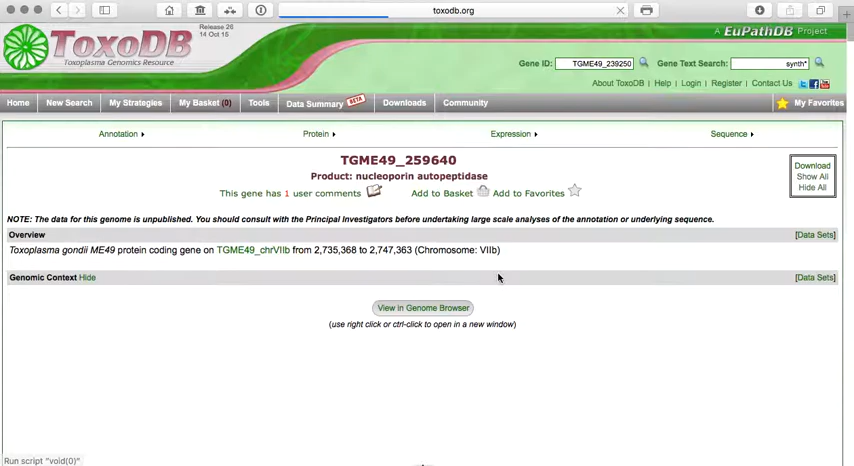 toxodb.org
Release 26
14 Oct 15
ToxoDB
Toxoplasma Genomics Resource
A EuPathDB Project
Gene ID: TGME49_239250 Gene Text Search: synth*
About ToxoDB | Help | Login | Register | Contact Us
Home New Search My Strategies My Basket (0) Tools Data Summary BETA Downloads Community My Favorites
Annotation Protein Expression Sequence
TGME49_259640
Product: nucleoporin autopeptidase
This gene has 1 user comments Add to Basket Add to Favorites
Download
Show All
Hide All
NOTE: The data for this genome is unpublished. You should consult with the Principal Investigators before undertaking large scale analyses of the annotation or underlying sequence.
Overview [Data Sets]
Toxoplasma gondii ME49 protein coding gene on TGME49_chrVIIb from 2,735,368 to 2,747,363 (Chromosome: VIIb)
Genomic Context Hide [Data Sets]
View in Genome Browser
(use right click or ctrl-click to open in a new window)
Run script "void(0)"